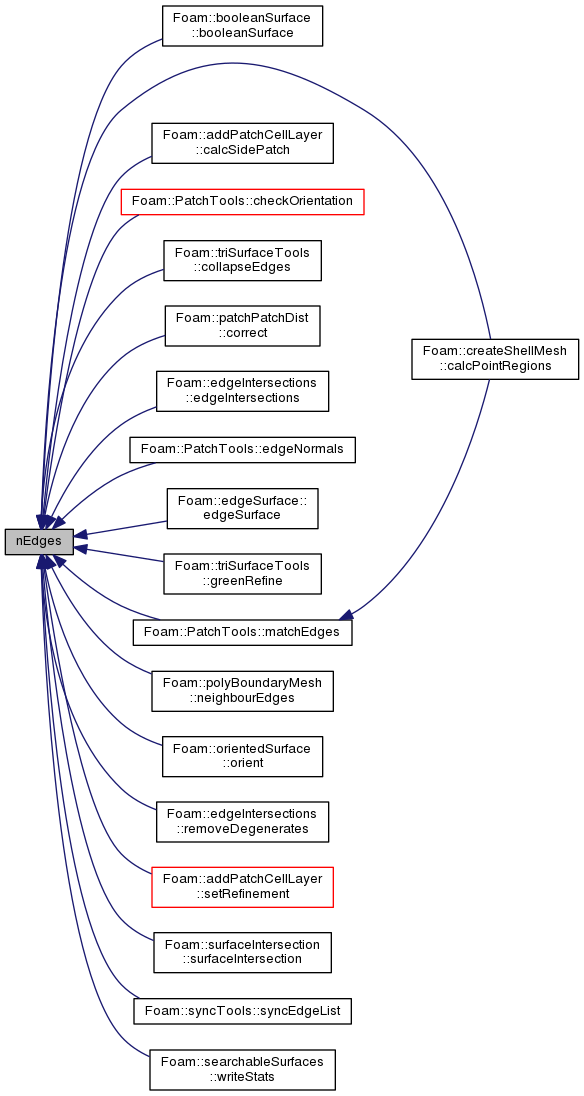 Foam::booleanSurface
::booleanSurface
Foam::addPatchCellLayer
::calcSidePatch
Foam::PatchTools::checkOrientation
Foam::triSurfaceTools
::collapseEdges
Foam::patchPatchDist
::correct
Foam::createShellMesh
::calcPointRegions
Foam::edgeIntersections
::edgeIntersections
Foam::PatchTools::edgeNormals
Foam::edgeSurface::
edgeSurface
nEdges
Foam::triSurfaceTools
::greenRefine
Foam::PatchTools::matchEdges
Foam::polyBoundaryMesh
::neighbourEdges
Foam::orientedSurface
::orient
Foam::edgeIntersections
::removeDegenerates
Foam::addPatchCellLayer
::setRefinement
Foam::surfaceIntersection
::surfaceIntersection
Foam::syncTools::syncEdgeList
Foam::searchableSurfaces
::writeStats